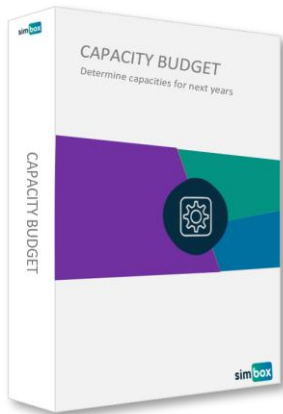 simbox
CAPACITY BUDGET
Determine capacities for next years
CAPACITY BUDGET
simbox